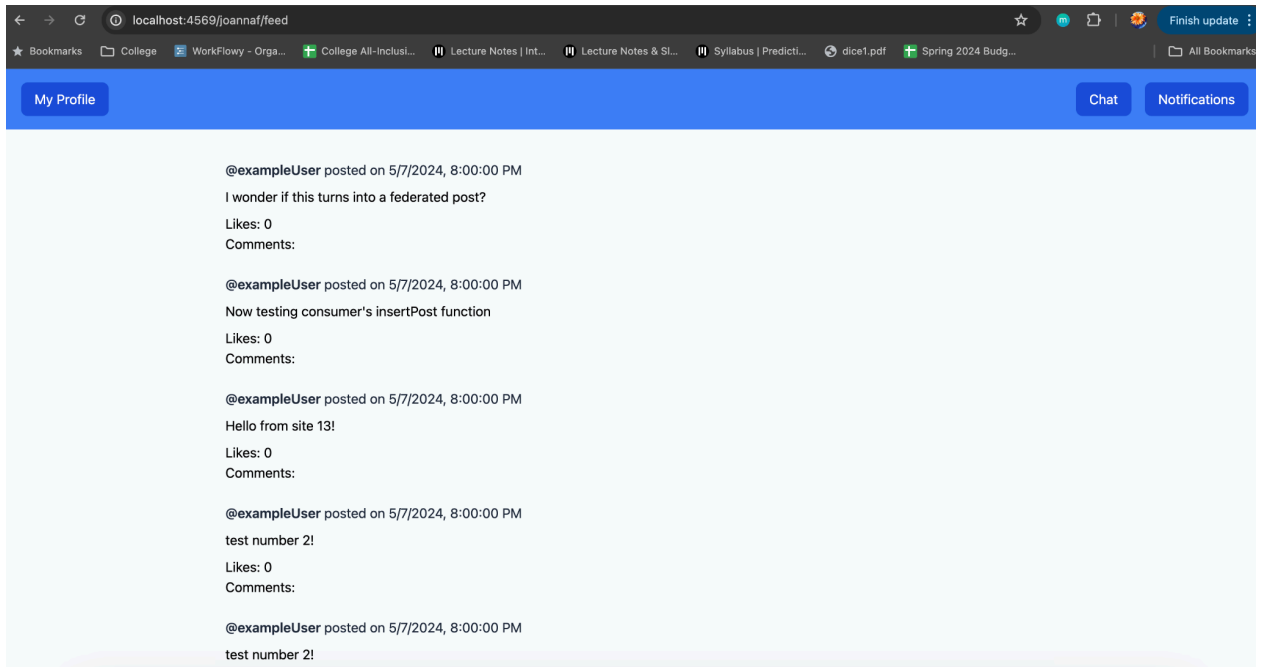 localhost:4569/joannaf/feed
Finish update
Bookmarks College WorkFlowy - Orga... College All-Inclusi... Lecture Notes | Int... Lecture Notes & Sl... Syllabus | Predicti... dice1.pdf Spring 2024 Budg... All Bookmarks
My Profile Chat Notifications
@exampleUser posted on 5/7/2024, 8:00:00 PM
I wonder if this turns into a federated post?
Likes: 0
Comments:
@exampleUser posted on 5/7/2024, 8:00:00 PM
Now testing consumer's insertPost function
Likes: 0
Comments:
@exampleUser posted on 5/7/2024, 8:00:00 PM
Hello from site 13!
Likes: 0
Comments:
@exampleUser posted on 5/7/2024, 8:00:00 PM
test number 2!
Likes: 0
Comments:
@exampleUser posted on 5/7/2024, 8:00:00 PM
test number 2!